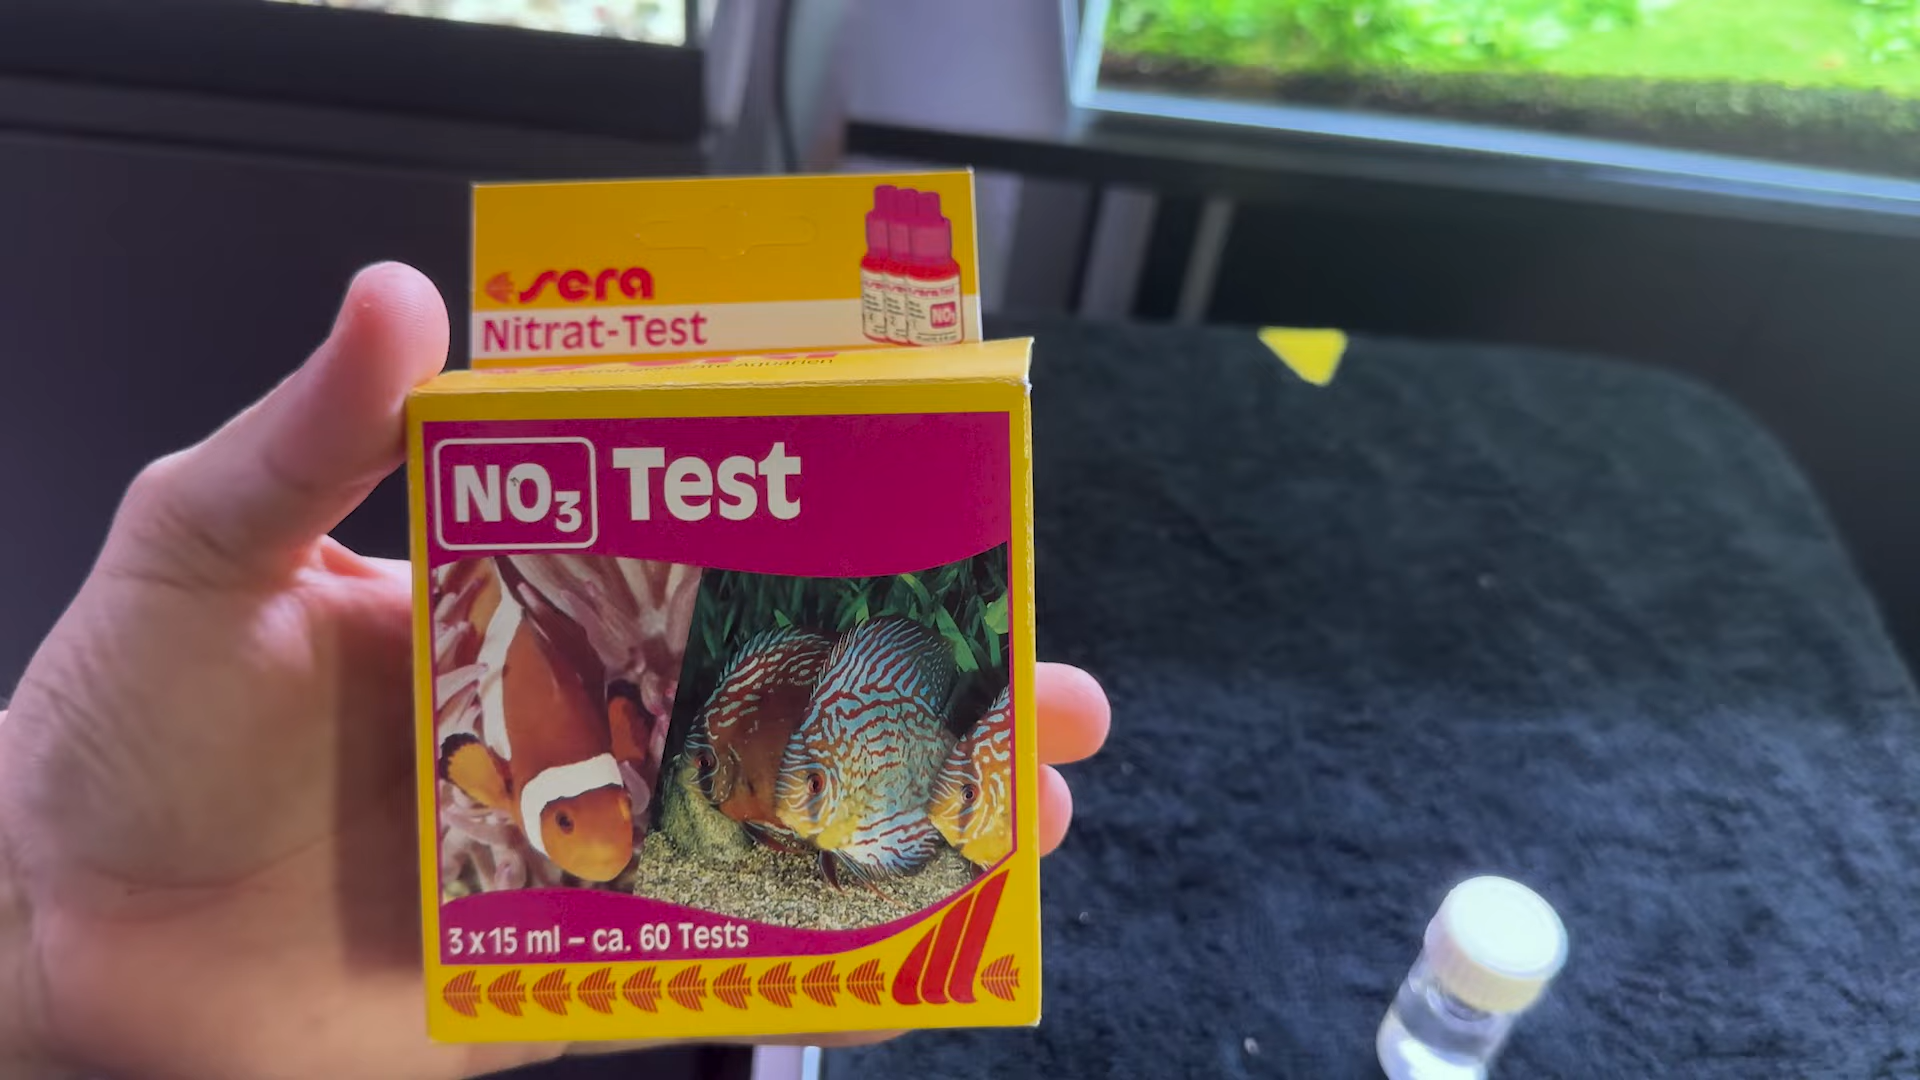 sera
Nitrat-Test
NO₃
NO₃ Test
3 x 15 ml – ca. 60 Tests